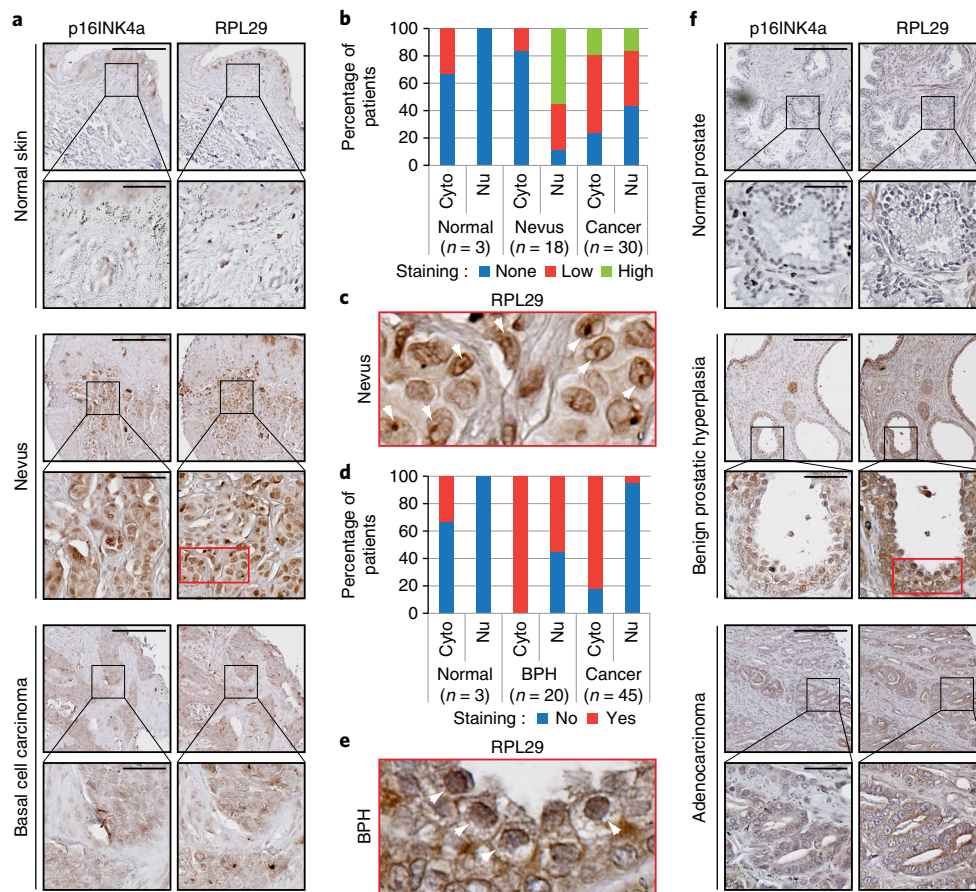 a
p16INK4a RPL29
Normal skin
Nevus
Basal cell carcinoma
b
Percentage of
patients
100
80
60
40
20
0
Cyto Nu Cyto Nu Cyto Nu
Normal Nevus Cancer
(n = 3) (n = 18) (n = 30)
Staining : None Low High
c
RPL29
Nevus
d
Percentage of
patients
100
80
60
40
20
0
Cyto Nu Cyto Nu Cyto Nu
Normal BPH Cancer
(n = 3) (n = 20) (n = 45)
Staining : No Yes
e
RPL29
BPH
f
p16INK4a RPL29
Normal prostate
Benign prostatic hyperplasia
Adenocarcinoma